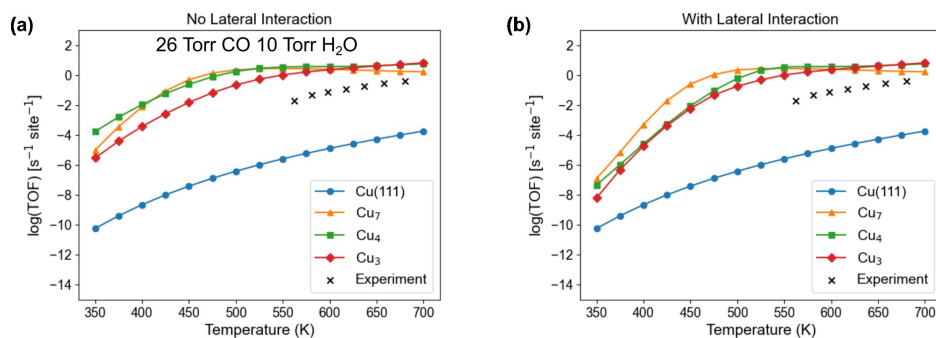 (a)
No Lateral Interaction
26 Torr CO 10 Torr H₂O
log(TOF) [s⁻¹ site⁻¹]
2
0
−2
−4
−6
−8
−10
−12
−14
Cu(111)
Cu₇
Cu₄
Cu₃
Experiment
350 400 450 500 550 600 650 700
Temperature (K)
(b)
With Lateral Interaction
log(TOF) [s⁻¹ site⁻¹]
2
0
−2
−4
−6
−8
−10
−12
−14
Cu(111)
Cu₇
Cu₄
Cu₃
Experiment
350 400 450 500 550 600 650 700
Temperature (K)